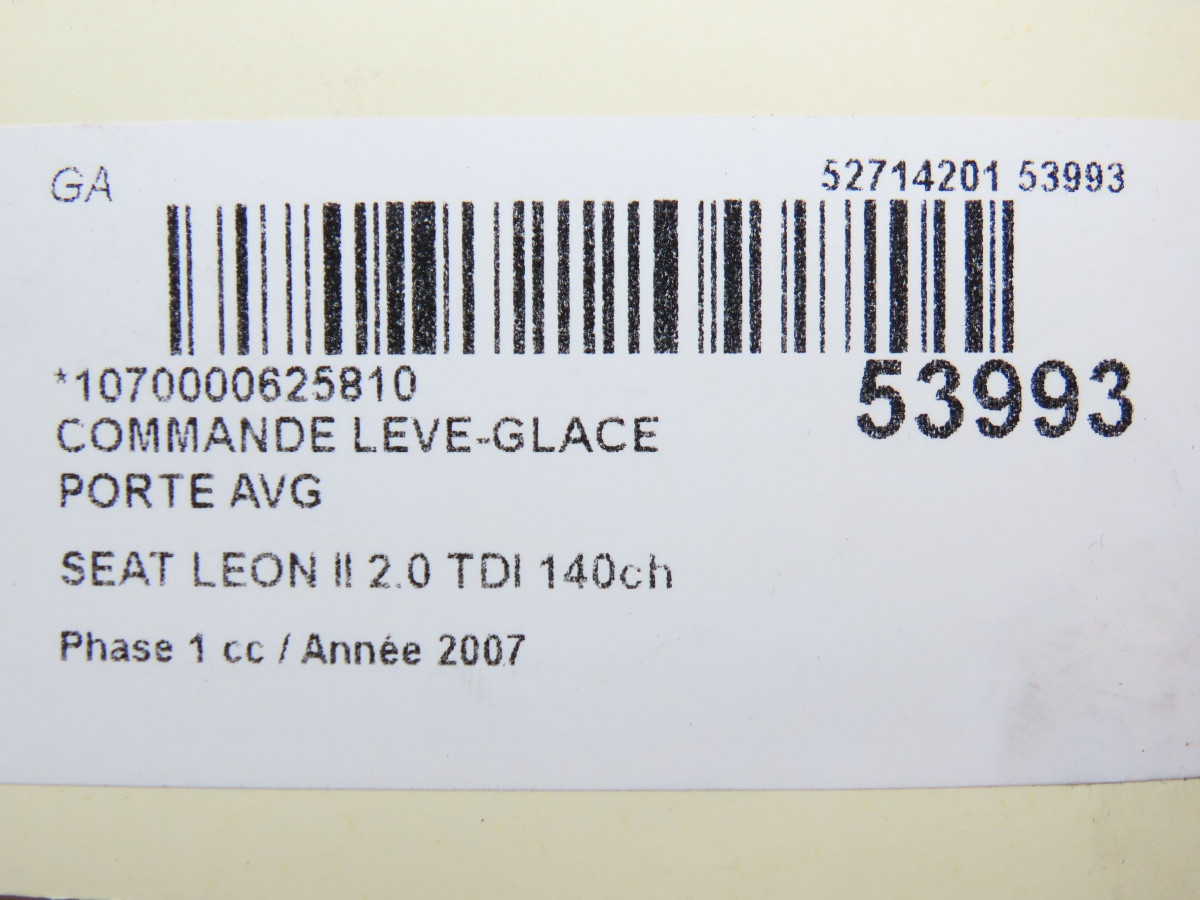 GA 52714201 53993
*1070000625810 53993
COMMANDE LEVE-GLACE
PORTE AVG
SEAT LEON II 2.0 TDI 140ch
Phase 1 cc / Année 2007